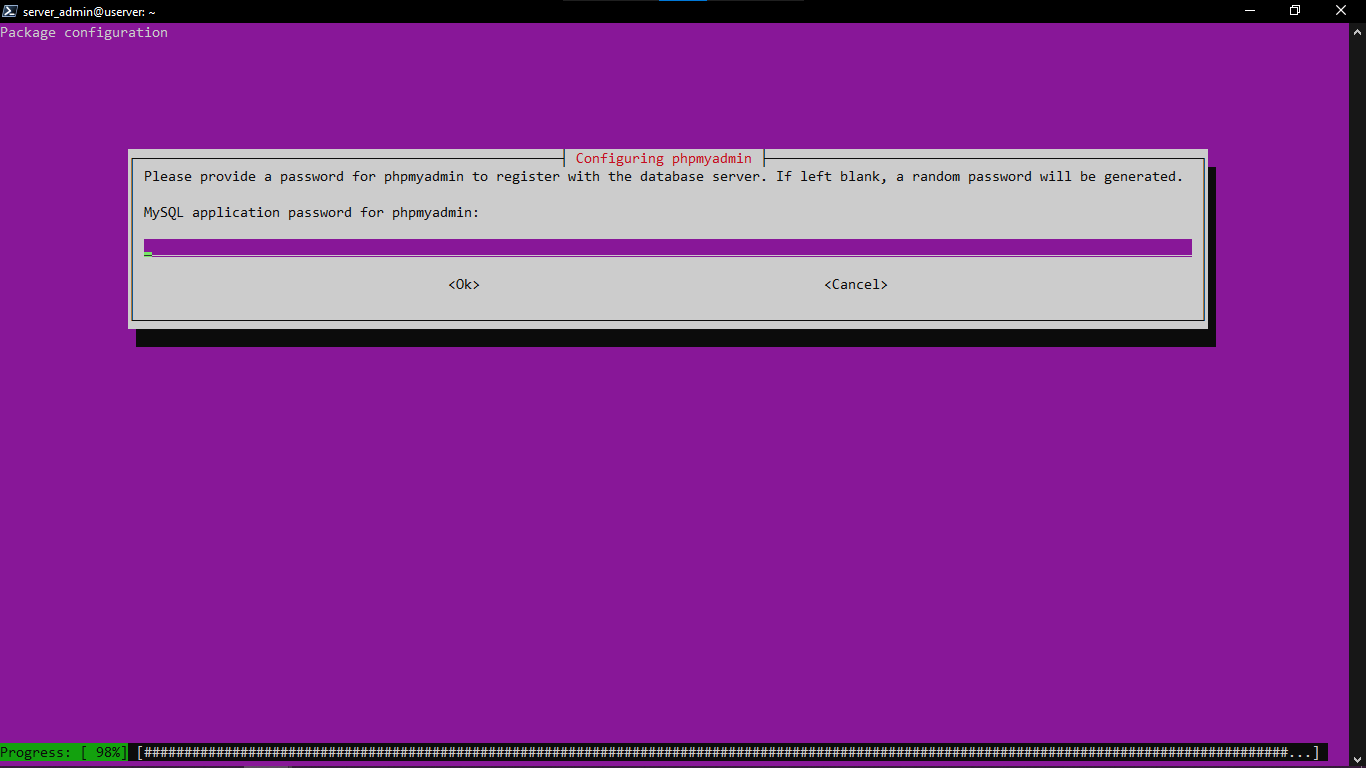 server_admin@userver: ~
Package configuration
Configuring phpmyadmin
Please provide a password for phpmyadmin to register with the database server. If left blank, a random password will be generated.
MySQL application password for phpmyadmin:
<Ok> <Cancel>
Progress: [ 98%] [###############################################################################################################################################...]